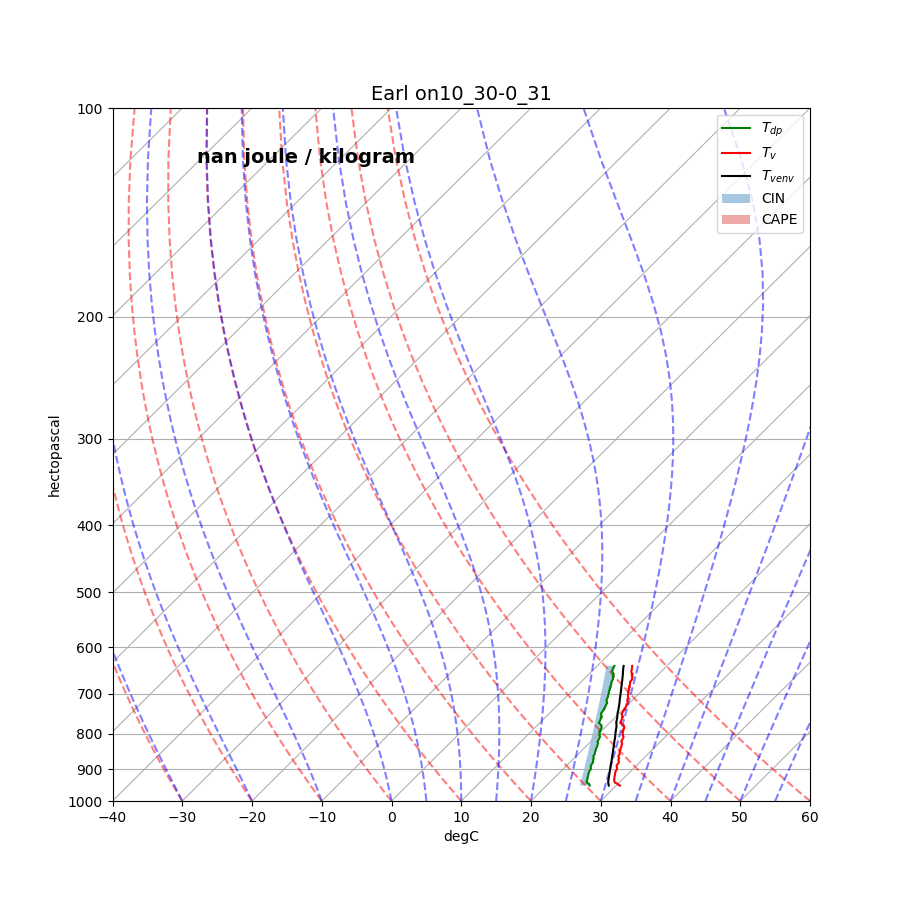 Earl on10_30-0_31
nan joule / kilogram
T_dp
T_v
T_venv
CIN
CAPE
100
200
300
400
500
600
700
800
900
1000
hectopascal
−40 −30 −20 −10 0 10 20 30 40 50 60
degC